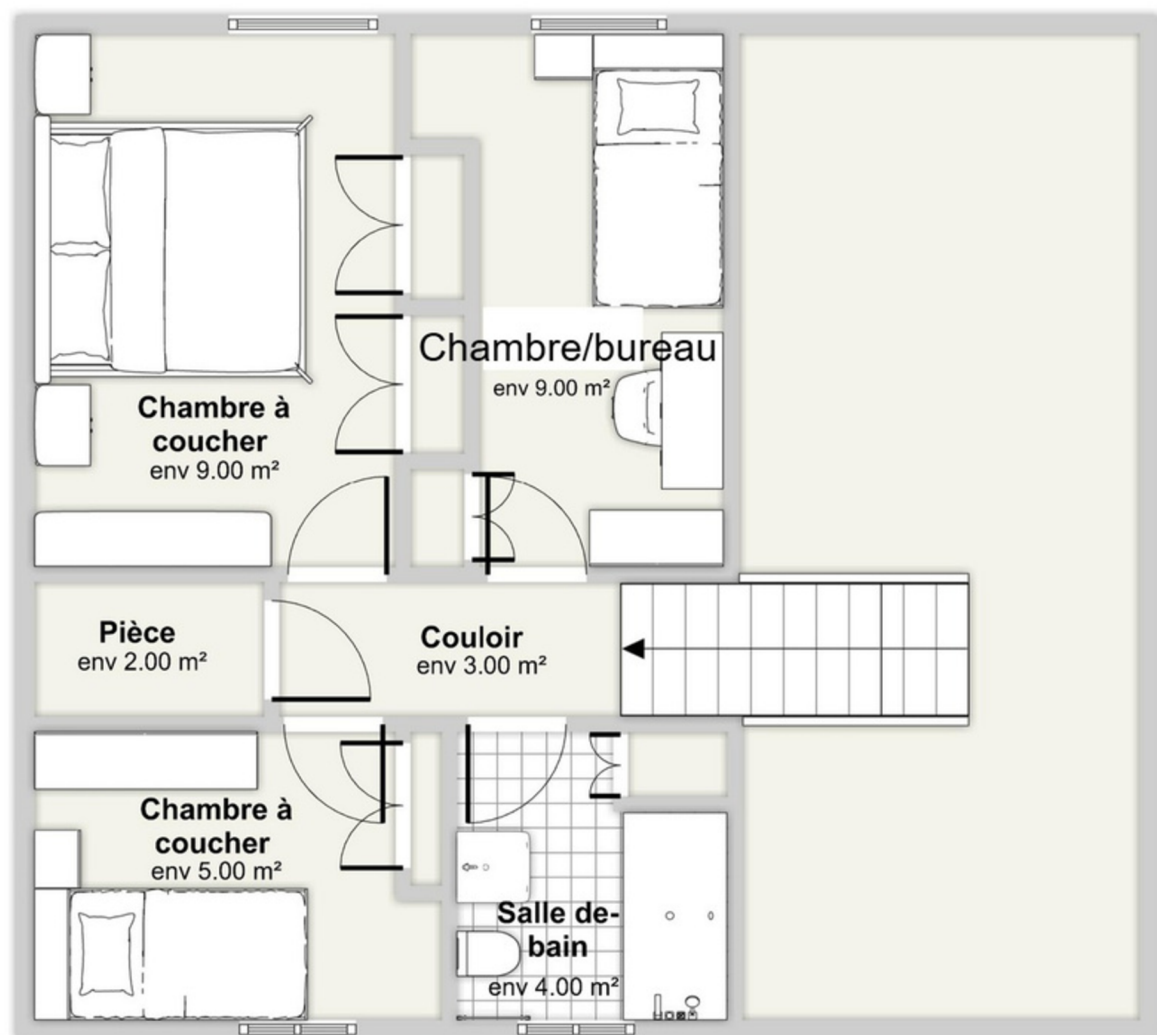 Chambre/bureau
env 9.00 m²
Chambre à
coucher
env 9.00 m²
Pièce
env 2.00 m²
Couloir
env 3.00 m²
Chambre à
coucher
env 5.00 m²
Salle de-
bain
env 4.00 m²